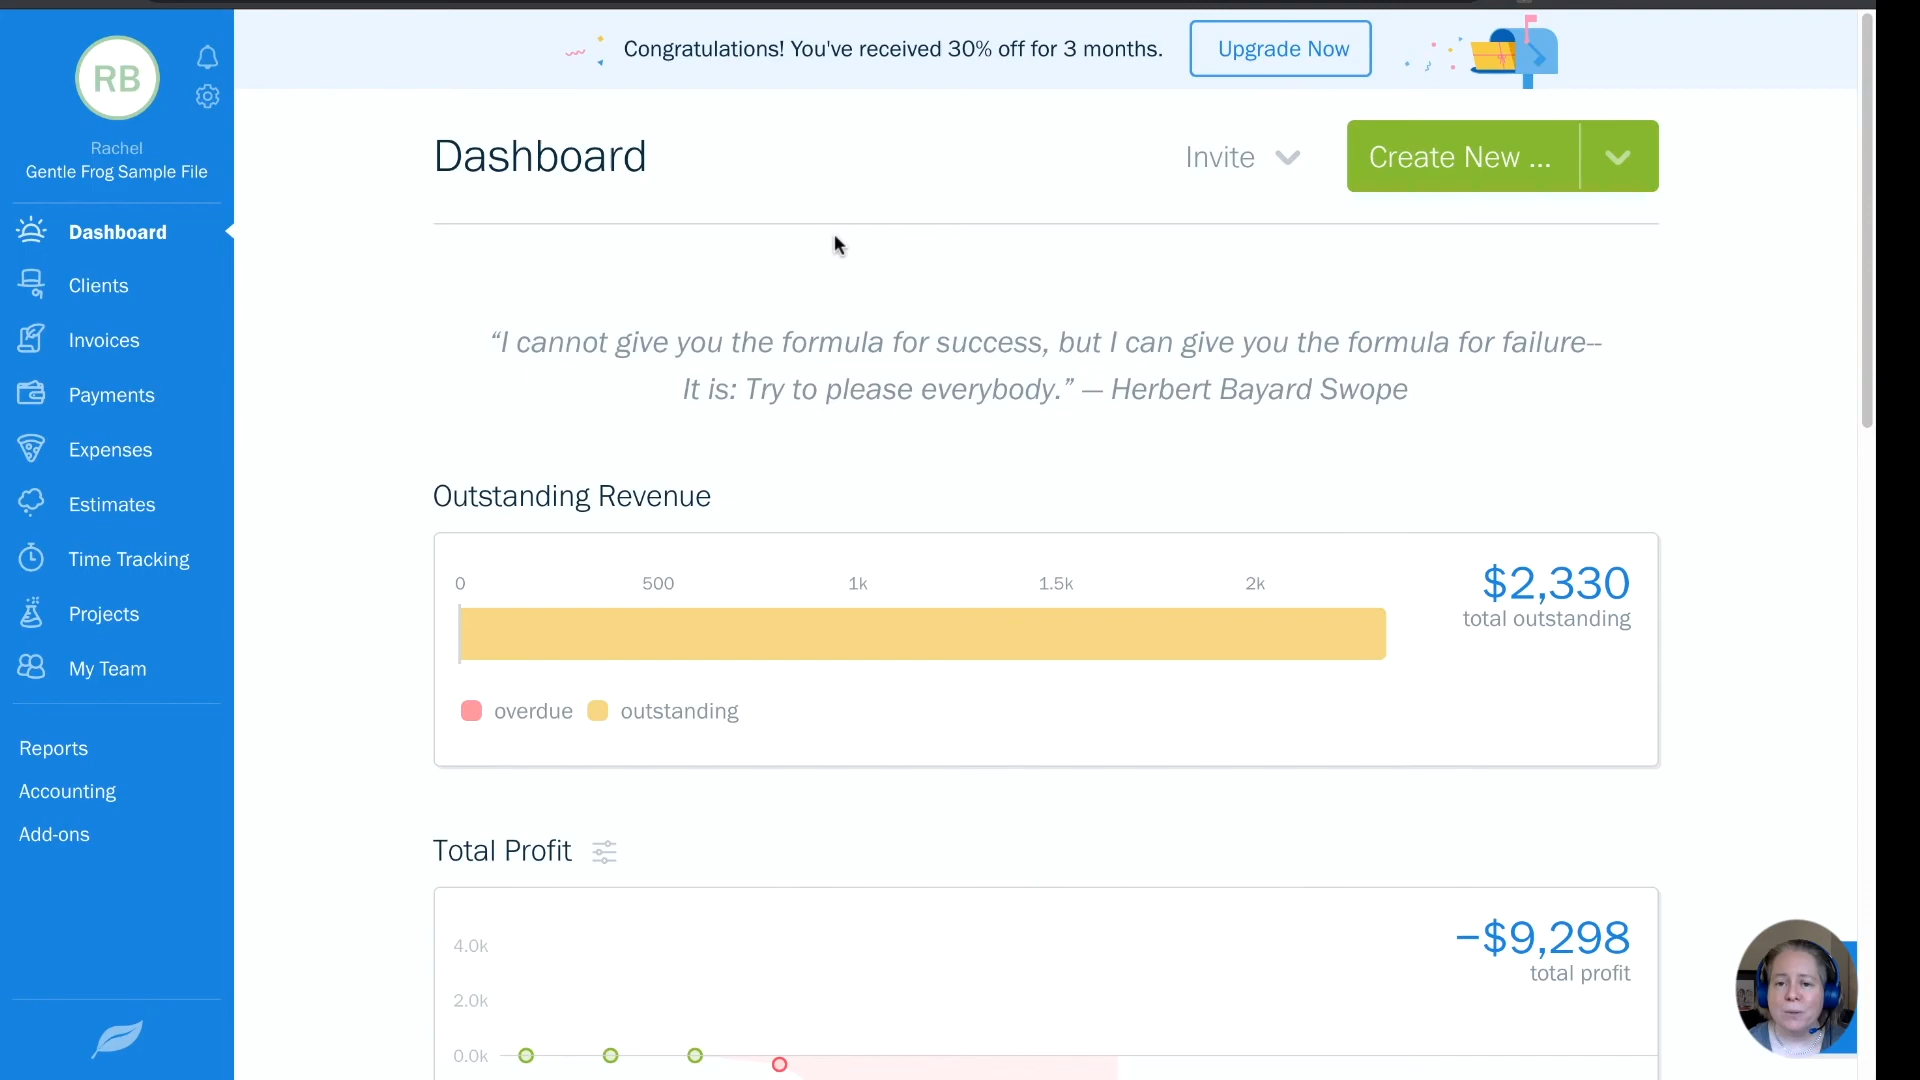 Congratulations! You've received 30% off for 3 months.
Upgrade Now
RB
Rachel
Gentle Frog Sample File
Dashboard
Clients
Invoices
Payments
Expenses
Estimates
Time Tracking
Projects
My Team
Reports
Accounting
Add-ons
Dashboard
Invite
Create New ...
“I cannot give you the formula for success, but I can give you the formula for failure--
It is: Try to please everybody.” — Herbert Bayard Swope
Outstanding Revenue
0 500 1k 1.5k 2k
$2,330
total outstanding
overdue outstanding
Total Profit
−$9,298
total profit
4.0k
2.0k
0.0k